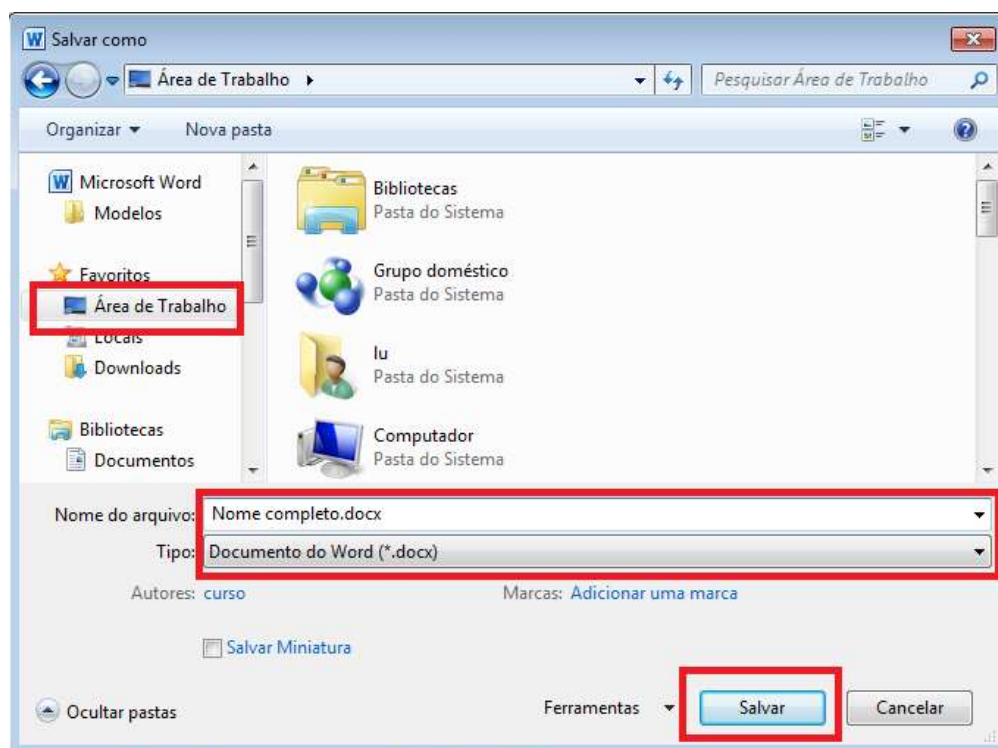 Salvar como
Área de Trabalho
Pesquisar Área de Trabalho
Organizar
Nova pasta
Microsoft Word
Modelos
Favoritos
Área de Trabalho
Locais
Downloads
Bibliotecas
Documentos
Bibliotecas
Pasta do Sistema
Grupo doméstico
Pasta do Sistema
lu
Pasta do Sistema
Computador
Pasta do Sistema
Nome do arquivo: Nome completo.docx
Tipo: Documento do Word (*.docx)
Autores: curso
Marcas: Adicionar uma marca
Salvar Miniatura
Ocultar pastas
Ferramentas
Salvar
Cancelar